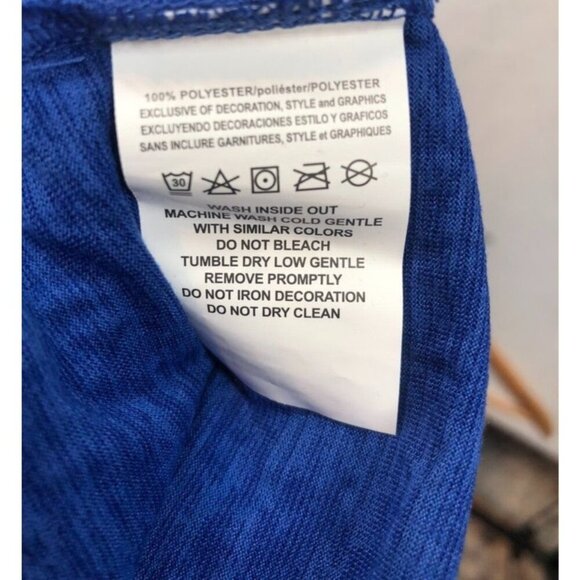 100% POLYESTER/poliéster/POLYESTER
EXCLUSIVE OF DECORATION, STYLE and GRAPHICS
EXCLUYENDO DECORACIONES ESTILO Y GRAFICOS
SANS INCLURE GARNITURES, STYLE et GRAPHIQUES
30
WASH INSIDE OUT
MACHINE WASH COLD GENTLE
WITH SIMILAR COLORS
DO NOT BLEACH
TUMBLE DRY LOW GENTLE
REMOVE PROMPTLY
DO NOT IRON DECORATION
DO NOT DRY CLEAN